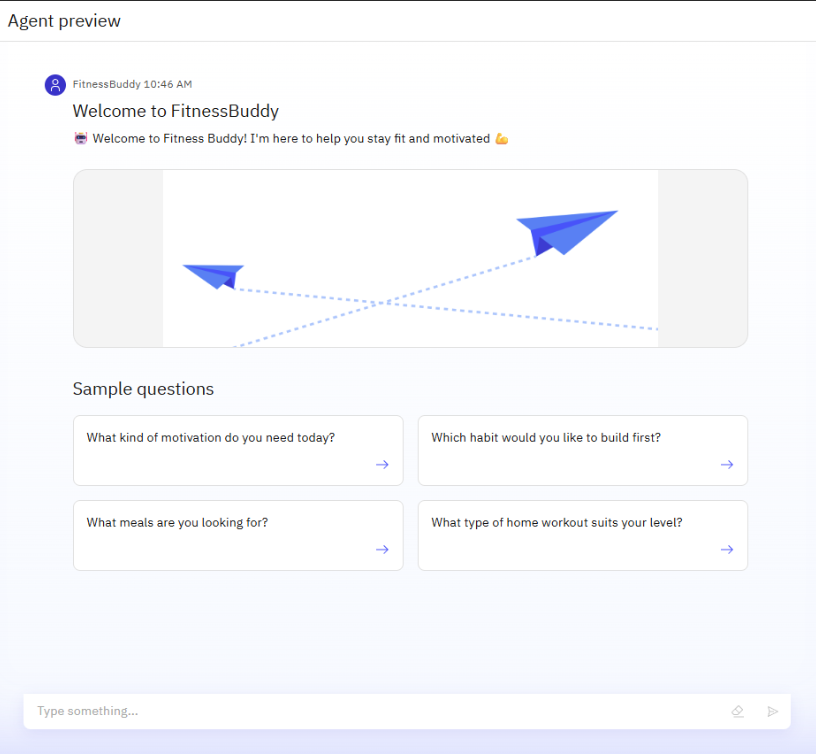 Agent preview
FitnessBuddy 10:46 AM
Welcome to FitnessBuddy
Welcome to Fitness Buddy! I'm here to help you stay fit and motivated
Sample questions
What kind of motivation do you need today?
Which habit would you like to build first?
What meals are you looking for?
What type of home workout suits your level?
Type something...